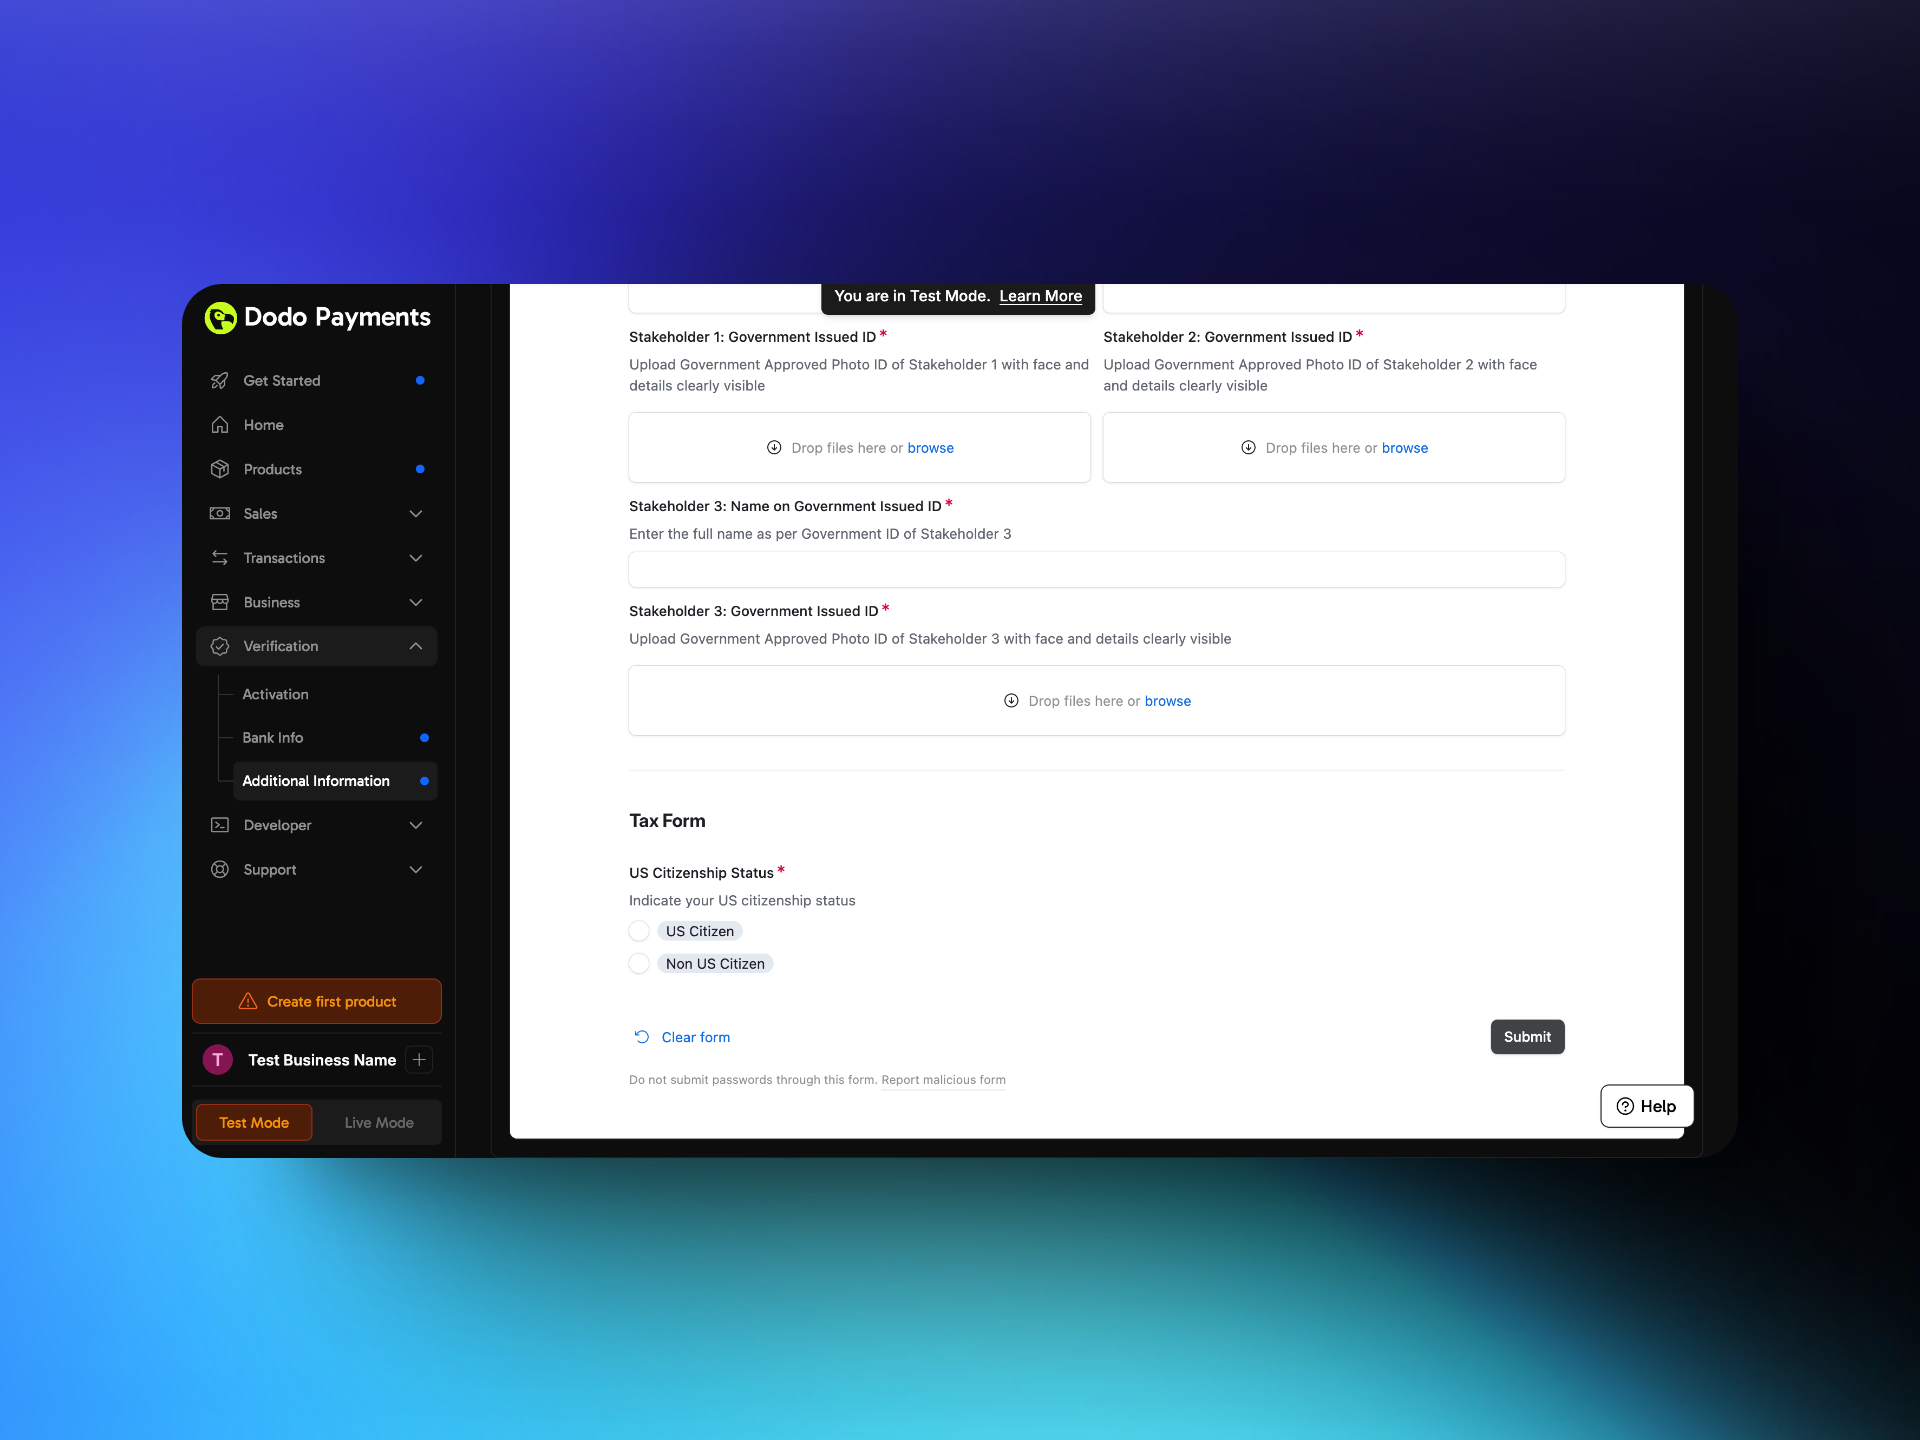 Dodo Payments
Get Started
Home
Products
Sales
Transactions
Business
Verification
Activation
Bank Info
Additional Information
Developer
Support
Create first product
T Test Business Name
Test Mode Live Mode
You are in Test Mode. Learn More
Stakeholder 1: Government Issued ID *
Upload Government Approved Photo ID of Stakeholder 1 with face and
details clearly visible
Drop files here or browse
Stakeholder 2: Government Issued ID *
Upload Government Approved Photo ID of Stakeholder 2 with face
and details clearly visible
Drop files here or browse
Stakeholder 3: Name on Government Issued ID *
Enter the full name as per Government ID of Stakeholder 3
Stakeholder 3: Government Issued ID *
Upload Government Approved Photo ID of Stakeholder 3 with face and details clearly visible
Drop files here or browse
Tax Form
US Citizenship Status *
Indicate your US citizenship status
US Citizen
Non US Citizen
Clear form
Submit
Do not submit passwords through this form. Report malicious form
Help